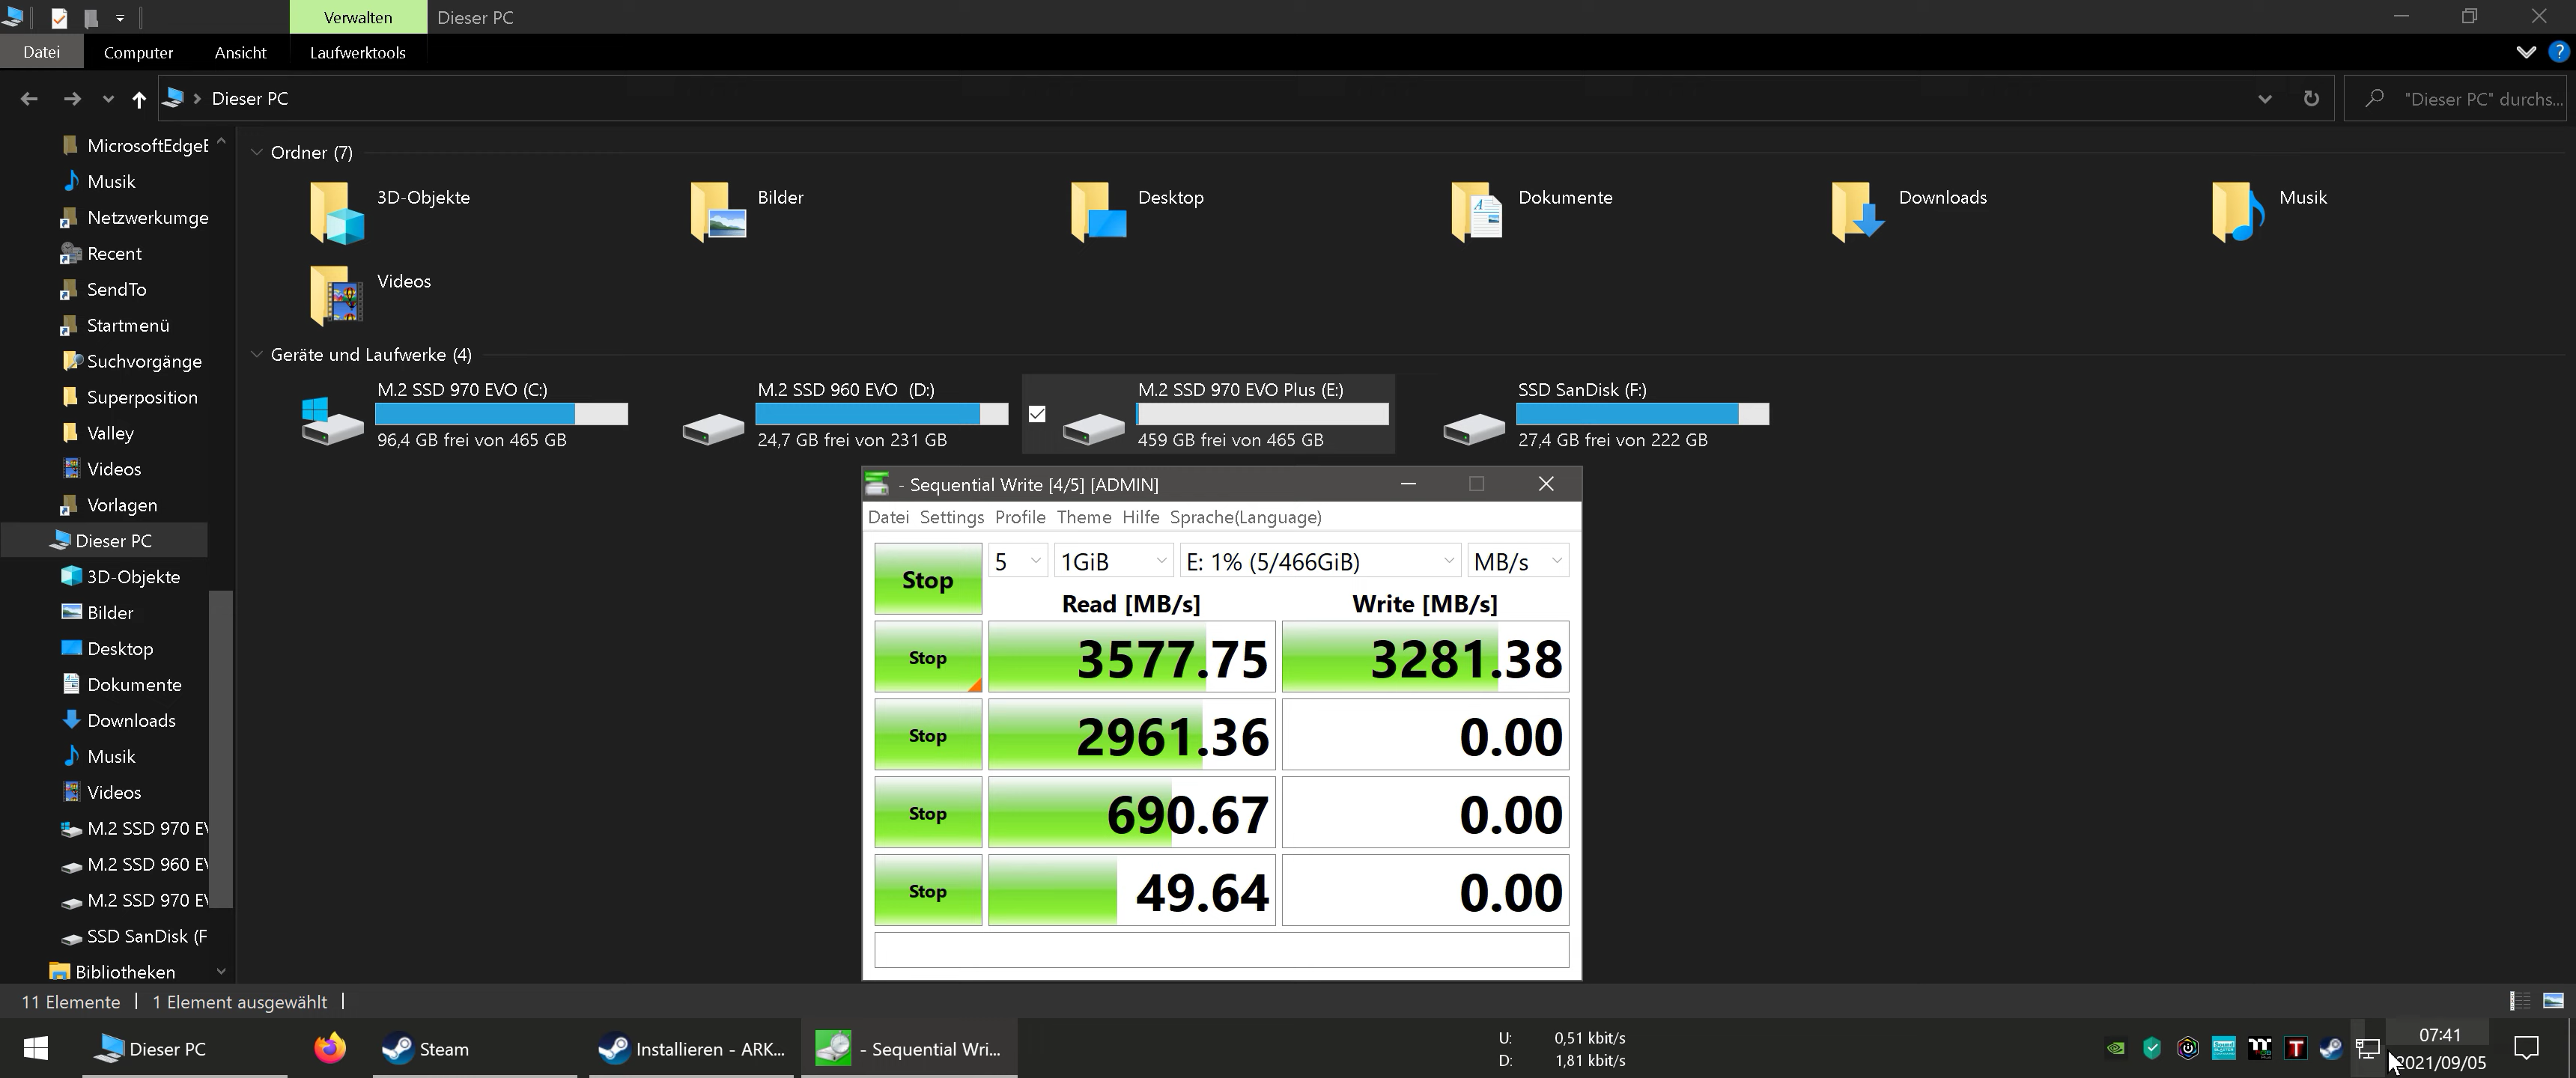 Verwalten
Dieser PC
Datei
Computer
Ansicht
Laufwerktools
Dieser PC
"Dieser PC" durchs...
MicrosoftEdgeE
Musik
Netzwerkumge
Recent
SendTo
Startmenü
Suchvorgänge
Superposition
Valley
Videos
Vorlagen
Dieser PC
3D-Objekte
Bilder
Desktop
Dokumente
Downloads
Musik
Videos
M.2 SSD 970 EV
M.2 SSD 960 EV
M.2 SSD 970 EV
SSD SanDisk (F
Bibliotheken
Ordner (7)
3D-Objekte
Bilder
Desktop
Dokumente
Downloads
Musik
Videos
Geräte und Laufwerke (4)
M.2 SSD 970 EVO (C:)
96,4 GB frei von 465 GB
M.2 SSD 960 EVO (D:)
24,7 GB frei von 231 GB
M.2 SSD 970 EVO Plus (E:)
459 GB frei von 465 GB
SSD SanDisk (F:)
27,4 GB frei von 222 GB
- Sequential Write [4/5] [ADMIN]
Datei Settings Profile Theme Hilfe Sprache(Language)
Stop
5
1GiB
E: 1% (5/466GiB)
MB/s
Read [MB/s]
Write [MB/s]
Stop 3577.75 3281.38
Stop 2961.36 0.00
Stop 690.67 0.00
Stop 49.64 0.00
11 Elemente
1 Element ausgewählt
Dieser PC
Steam
Installieren - ARK...
- Sequential Wri...
U: 0,51 kbit/s
D: 1,81 kbit/s
07:41
2021/09/05